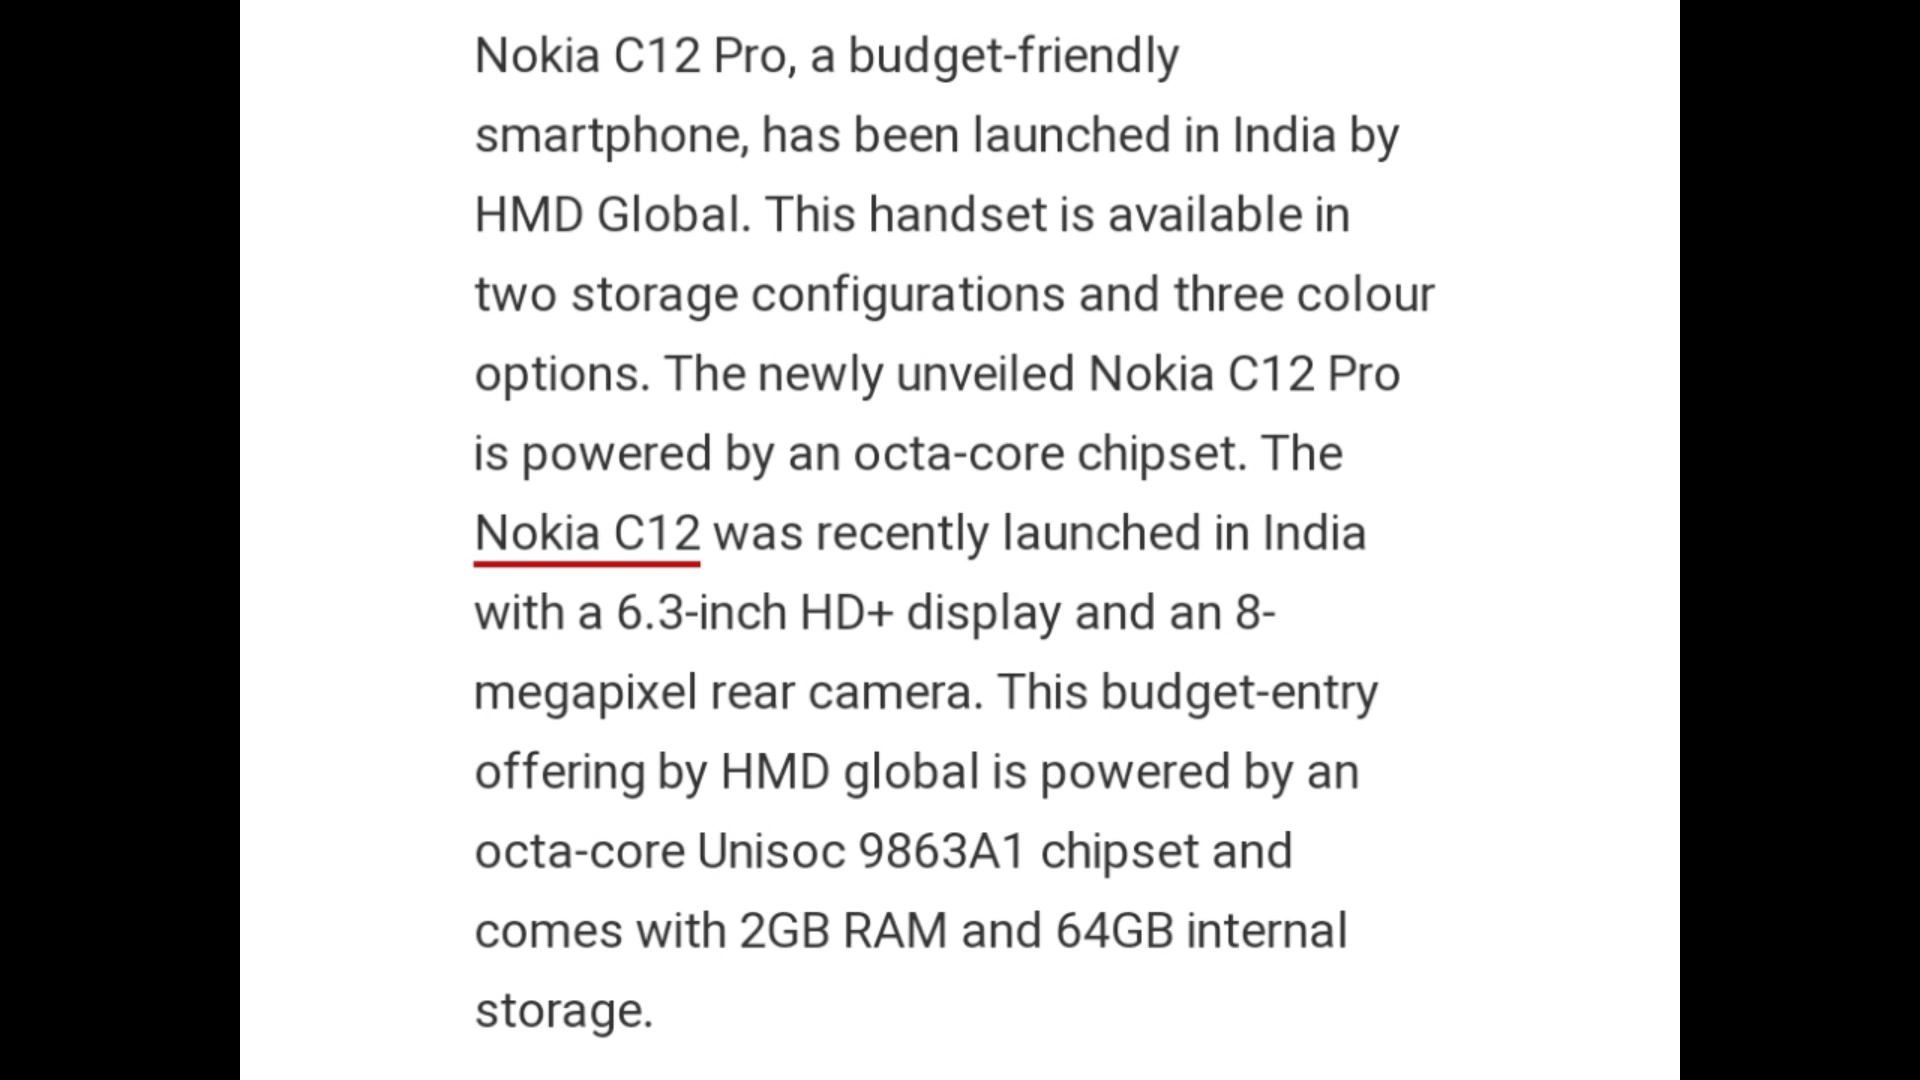 Nokia C12 Pro, a budget-friendly
smartphone, has been launched in India by
HMD Global. This handset is available in
two storage configurations and three colour
options. The newly unveiled Nokia C12 Pro
is powered by an octa-core chipset. The
Nokia C12 was recently launched in India
with a 6.3-inch HD+ display and an 8-
megapixel rear camera. This budget-entry
offering by HMD global is powered by an
octa-core Unisoc 9863A1 chipset and
comes with 2GB RAM and 64GB internal
storage.